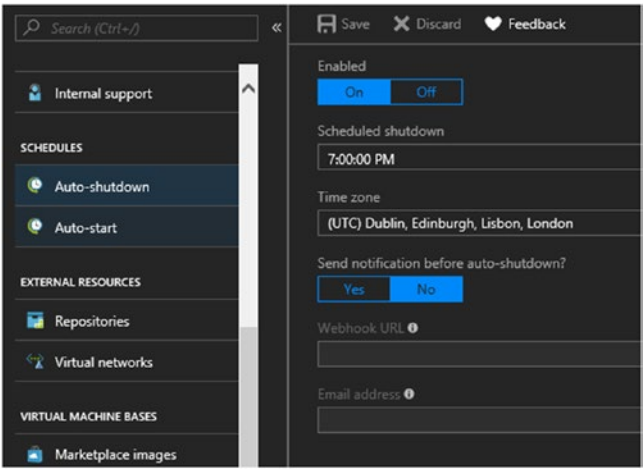 Search (Ctrl+/)
«
Internal support
SCHEDULES
Auto-shutdown
Auto-start
EXTERNAL RESOURCES
Repositories
Virtual networks
VIRTUAL MACHINE BASES
Marketplace images
Save Discard Feedback
Enabled
On Off
Scheduled shutdown
7:00:00 PM
Time zone
(UTC) Dublin, Edinburgh, Lisbon, London
Send notification before auto-shutdown?
Yes No
Webhook URL
Email address